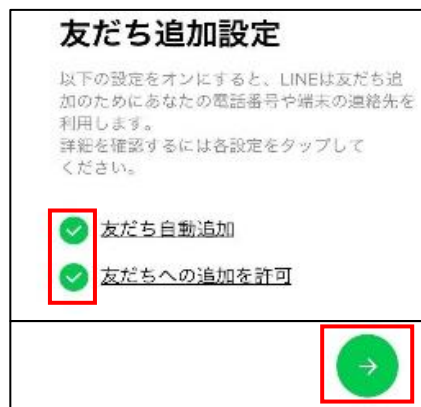 友だち追加設定
以下の設定をオンにすると、LINEは友だち追
加のためにあなたの電話番号や端末の連絡先を
利用します。
詳細を確認するには各設定をタップして
ください。
友だち自動追加
友だちへの追加を許可